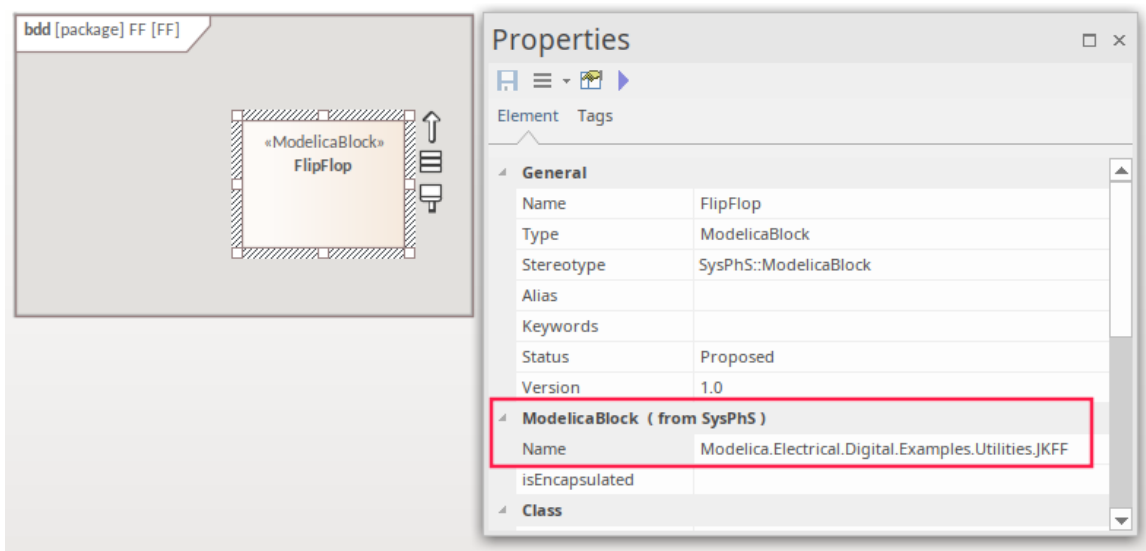 bdd [package] FF [FF]
«ModelicaBlock»
FlipFlop
Properties
Element Tags
General
Name FlipFlop
Type ModelicaBlock
Stereotype SysPhS::ModelicaBlock
Alias
Keywords
Status Proposed
Version 1.0
ModelicaBlock ( from SysPhS )
Name Modelica.Electrical.Digital.Examples.Utilities.JKFF
isEncapsulated
Class